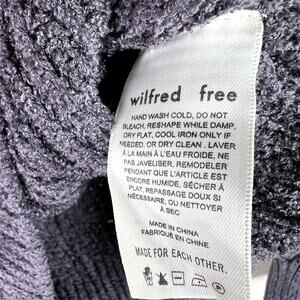 wilfred free
HAND WASH COLD, DO NOT
BLEACH, RESHAPE WHILE DAMP,
DRY FLAT, COOL IRON ONLY IF
NEEDED, OR DRY CLEAN . LAVER
À LA MAIN À L'EAU FROIDE, NE
PAS JAVELISER, REMODELER
PENDANT QUE L'ARTICLE EST
ENCORE HUMIDE, SÉCHER À
PLAT, REPASSAGE DOUX SI
NÉCESSAIRE, OU NETTOYER
À SEC
MADE IN CHINA
FABRIQUÉ EN CHINE
MADE FOR EACH OTHER.